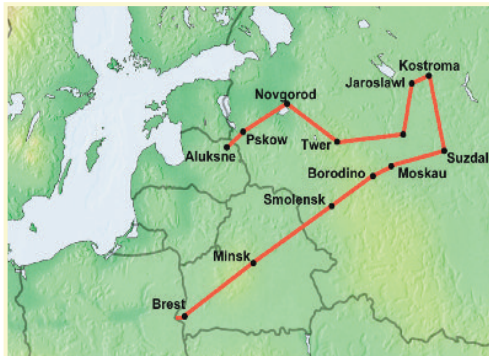 Kostroma
Jaroslawl
Novgorod
Pskow
Twer
Aluksne
Suzdal
Moskau
Borodino
Smolensk
Minsk
Brest